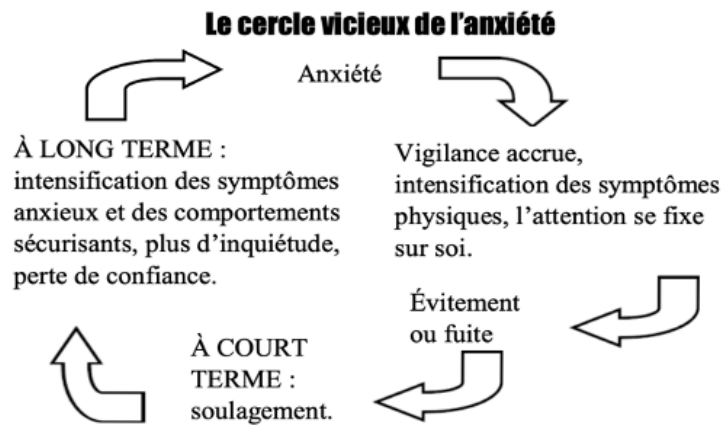 Le cercle vicieux de l'anxiété
Anxiété
Vigilance accrue,
intensification des symptômes
physiques, l'attention se fixe
sur soi.
Évitement
ou fuite
À COURT
TERME :
soulagement.
À LONG TERME :
intensification des symptômes
anxieux et des comportements
sécurisants, plus d'inquiétude,
perte de confiance.